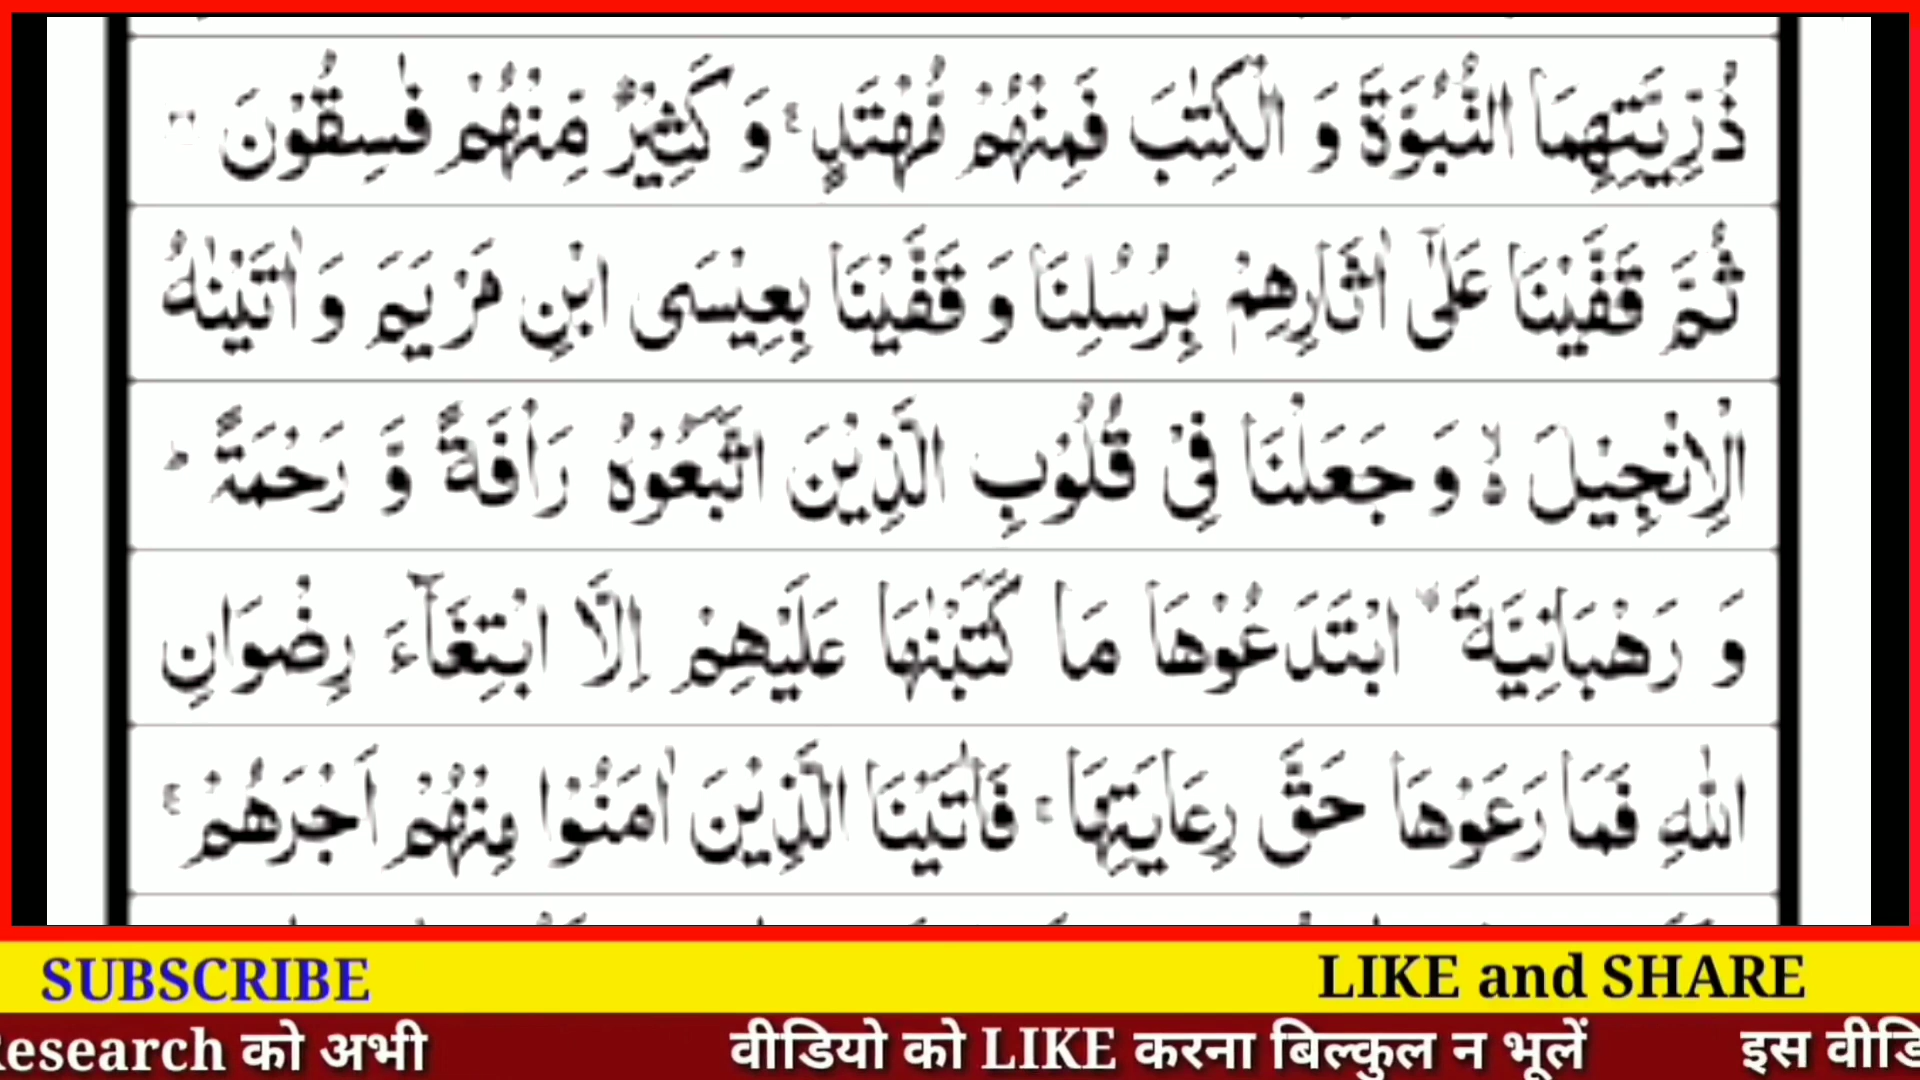 ذُرِّيَّتِهِمَا النُّبُوَّةَ وَ الْكِتٰبَ فَمِنْهُمْ مُّهْتَدٍ ۚ وَ كَثِيْرٌ مِّنْهُمْ فٰسِقُوْنَ
ثُمَّ قَفَّيْنَا عَلٰۤى اٰثَارِهِمْ بِرُسُلِنَا وَ قَفَّيْنَا بِعِيْسَى ابْنِ مَرْيَمَ وَ اٰتَيْنٰهُ
الْاِنْجِيْلَ ۙ۬ وَ جَعَلْنَا فِیْ قُلُوْبِ الَّذِيْنَ اتَّبَعُوْهُ رَاْفَةً وَّ رَحْمَةً ؕ
وَ رَهْبَانِيَّةَ ۟ابْتَدَعُوْهَا مَا كَتَبْنٰهَا عَلَيْهِمْ اِلَّا ابْتِغَآءَ رِضْوَانِ
اللّٰهِ فَمَا رَعَوْهَا حَقَّ رِعَايَتِهَا ۚ فَاٰتَيْنَا الَّذِيْنَ اٰمَنُوْا مِنْهُمْ اَجْرَهُمْ ۚ
SUBSCRIBE LIKE and SHARE
esearch को अभी वीडियो को LIKE करना बिल्कुल न भूलें इस वीडि